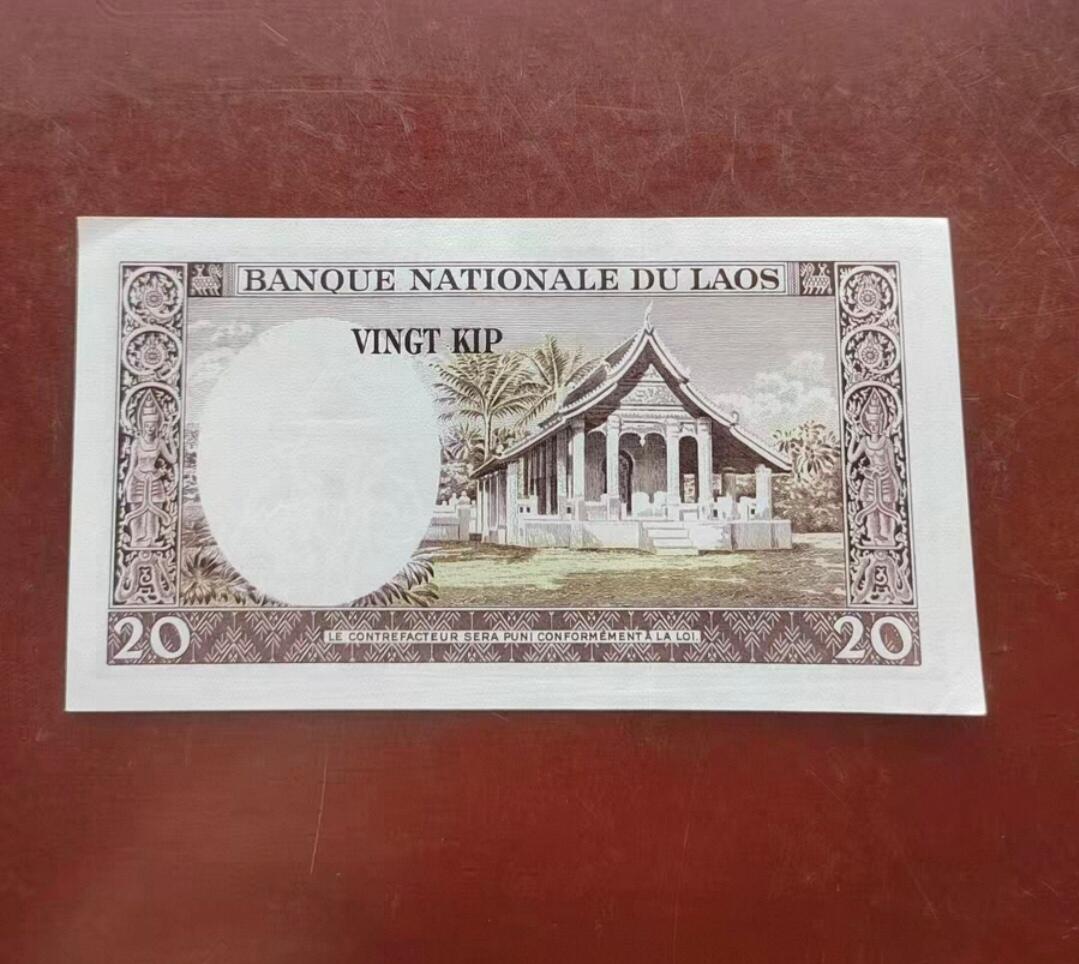 BANQUE NATIONALE DU LAOS
VINGT KIP
20
LE CONTREFACTEUR SERA PUNI CONFORMÉMENT À LA LOI.
20